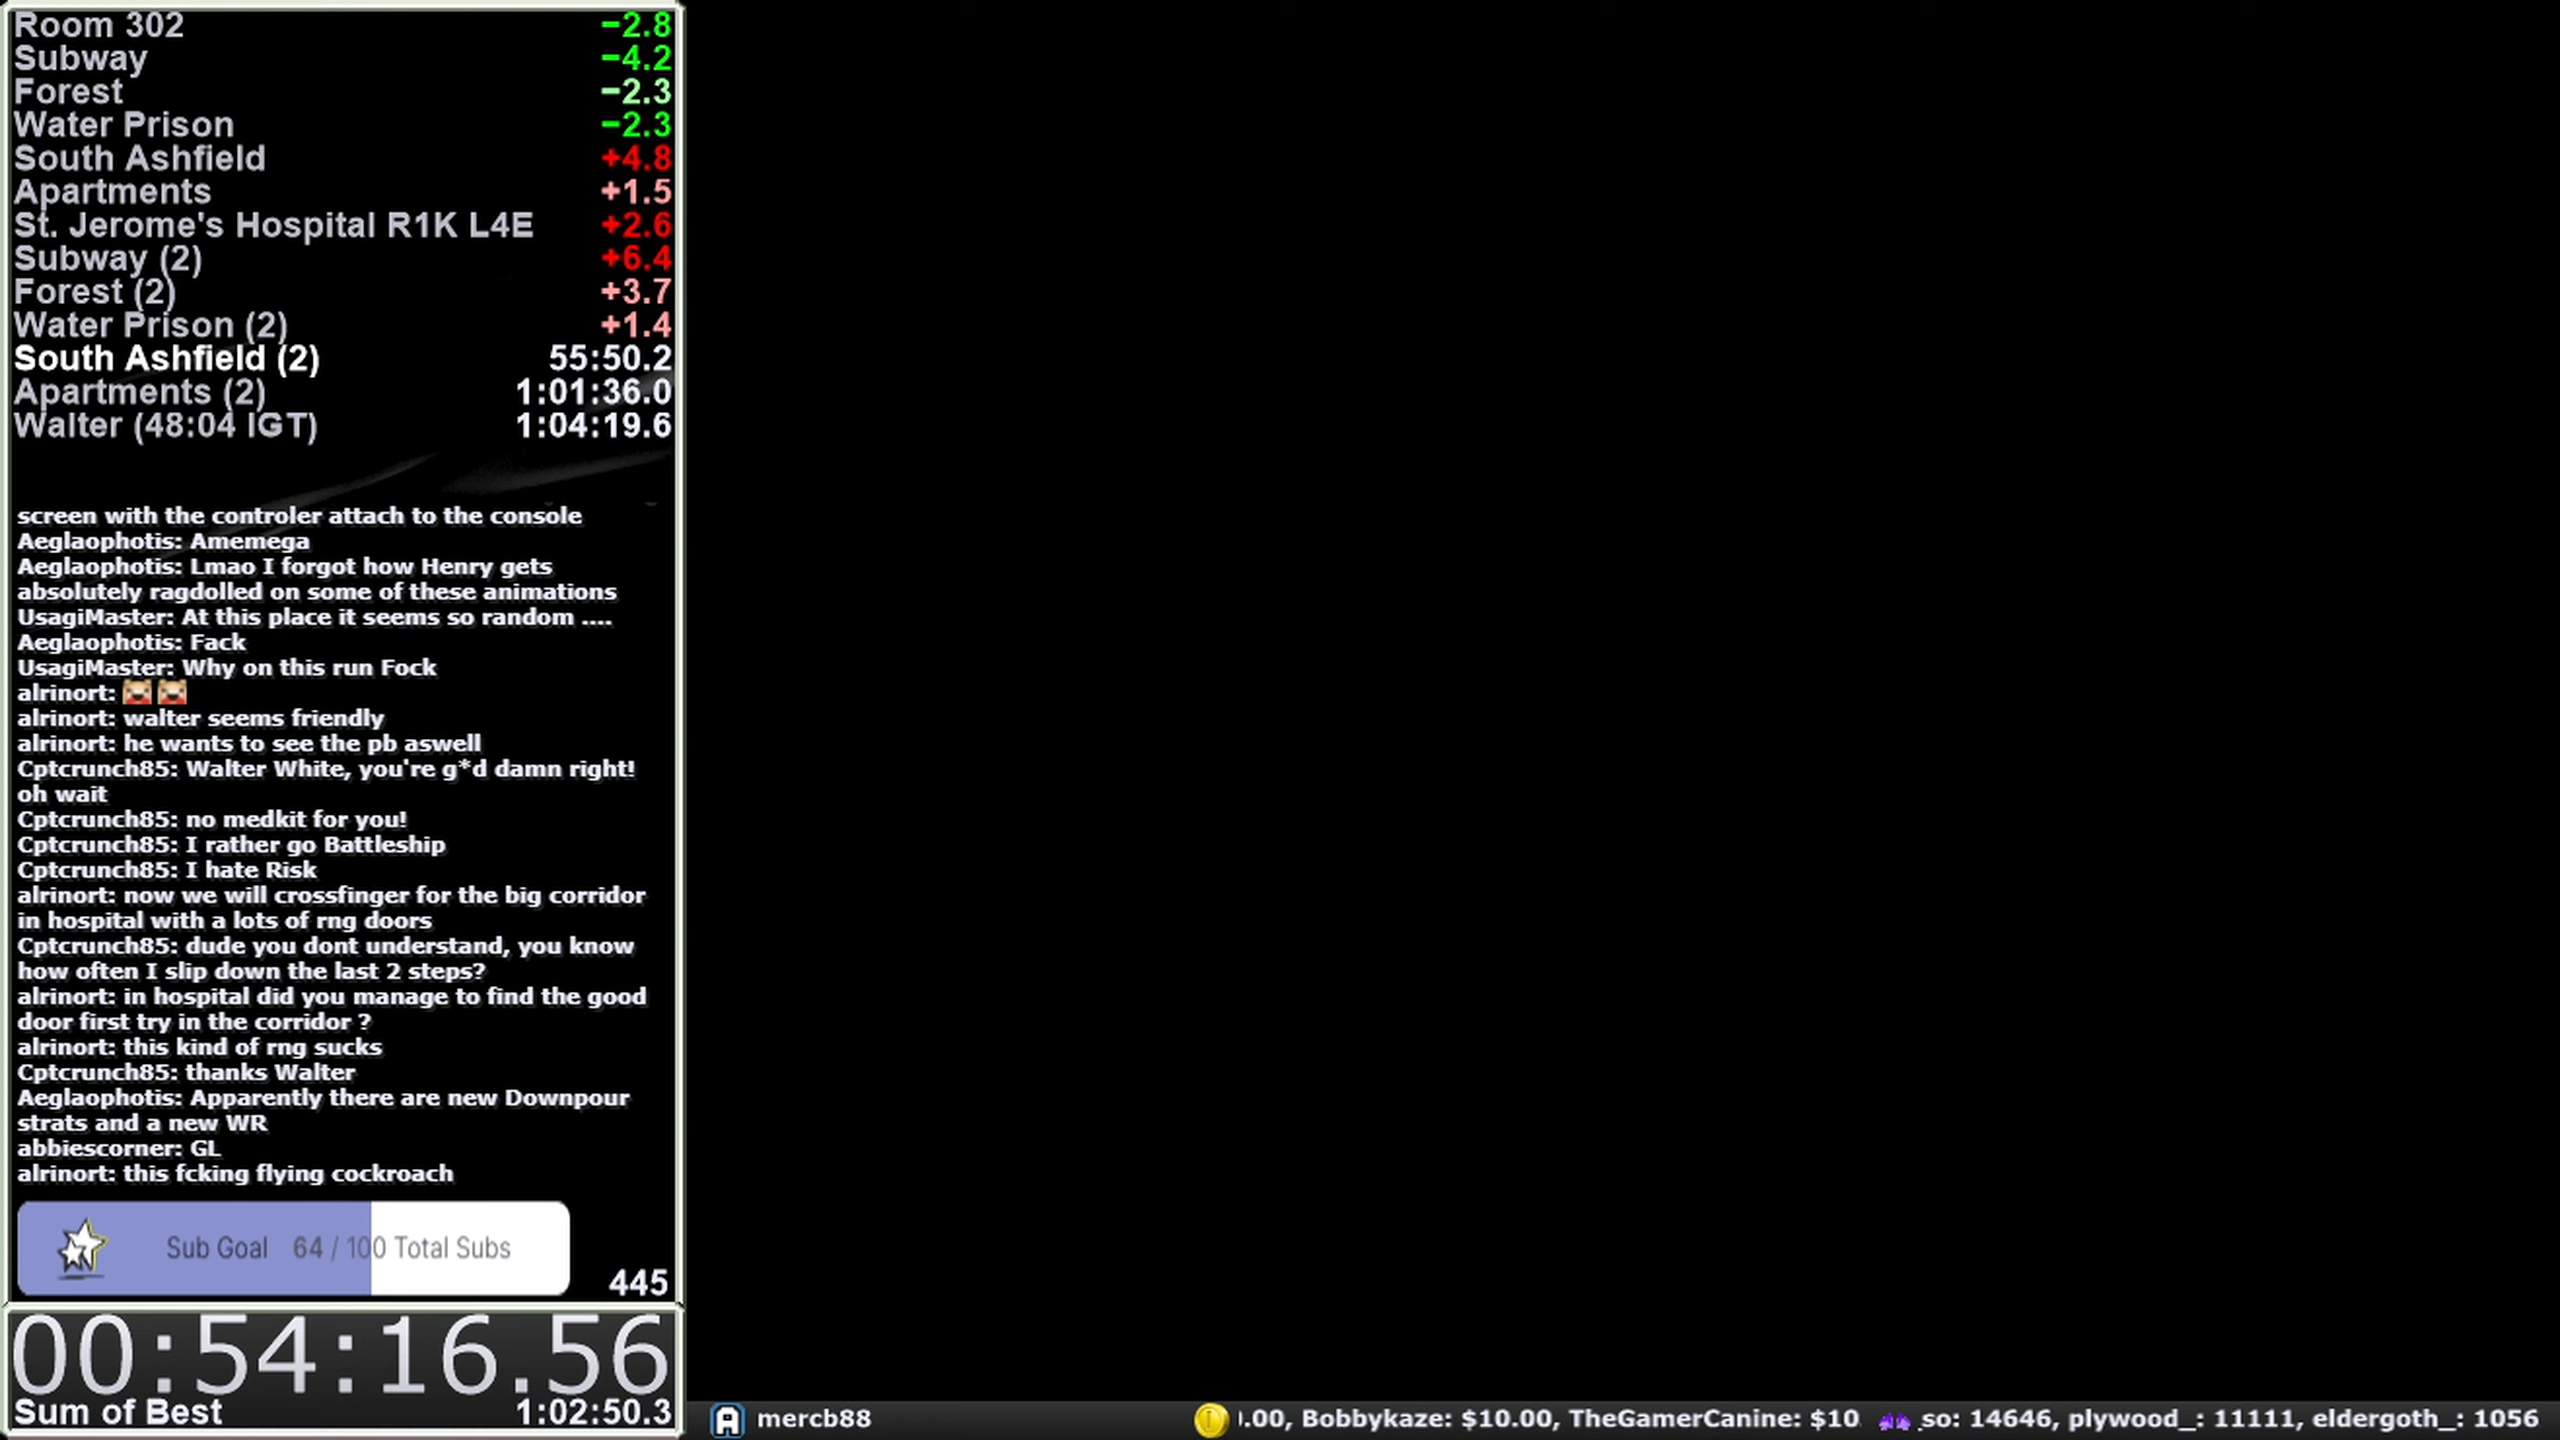 Room 302 −2.8
Subway −4.2
Forest −2.3
Water Prison −2.3
South Ashfield +4.8
Apartments +1.5
St. Jerome's Hospital R1K L4E +2.6
Subway (2) +6.4
Forest (2) +3.7
Water Prison (2) +1.4
South Ashfield (2) 55:50.2
Apartments (2) 1:01:36.0
Walter (48:04 IGT) 1:04:19.6
screen with the controler attach to the console
Aeglaophotis: Amemega
Aeglaophotis: Lmao I forgot how Henry gets
absolutely ragdolled on some of these animations
UsagiMaster: At this place it seems so random ....
Aeglaophotis: Fack
UsagiMaster: Why on this run Fock
alrinort:
alrinort: walter seems friendly
alrinort: he wants to see the pb aswell
Cptcrunch85: Walter White, you're g*d damn right!
oh wait
Cptcrunch85: no medkit for you!
Cptcrunch85: I rather go Battleship
Cptcrunch85: I hate Risk
alrinort: now we will crossfinger for the big corridor
in hospital with a lots of rng doors
Cptcrunch85: dude you dont understand, you know
how often I slip down the last 2 steps?
alrinort: in hospital did you manage to find the good
door first try in the corridor ?
alrinort: this kind of rng sucks
Cptcrunch85: thanks Walter
Aeglaophotis: Apparently there are new Downpour
strats and a new WR
abbiescorner: GL
alrinort: this fcking flying cockroach
Sub Goal 64 / 100 Total Subs
445
00:54:16.56
Sum of Best 1:02:50.3
mercb88 .00, Bobbykaze: $10.00, TheGamerCanine: $10 so: 14646, plywood_: 11111, eldergoth_: 1056